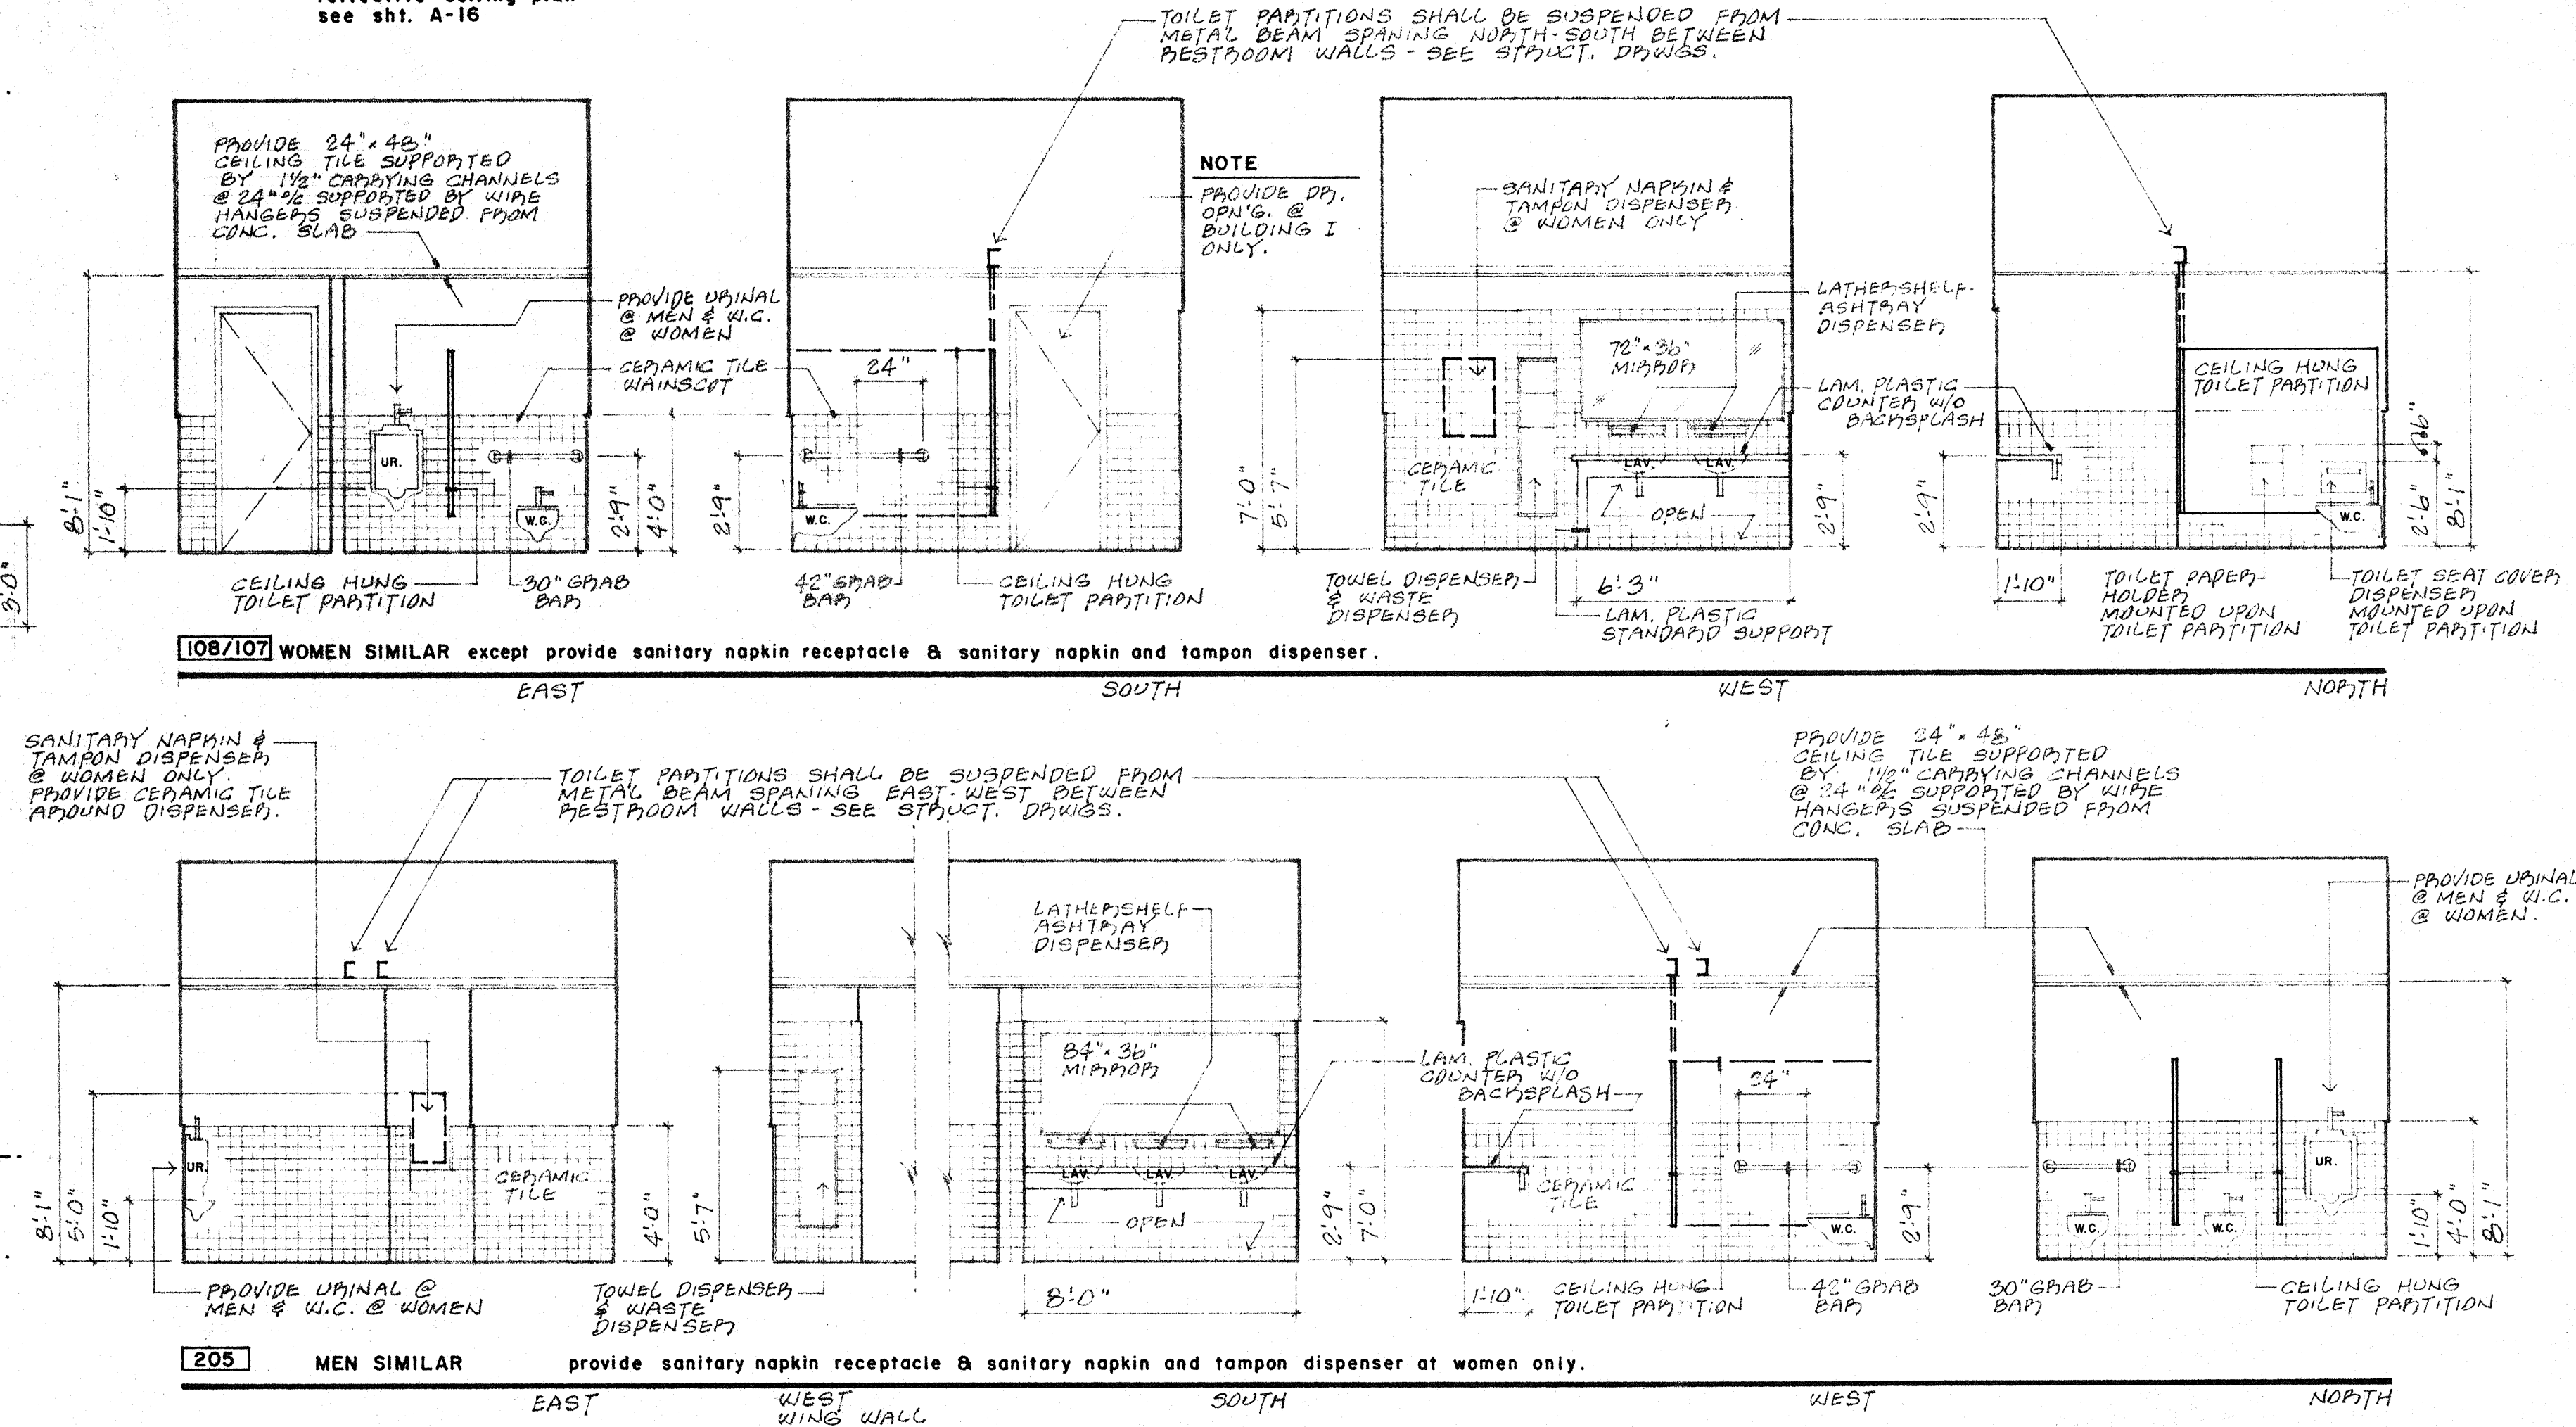 see sht. A-16
TOILET PARTITIONS SHALL BE SUSPENDED FROM
METAL BEAM SPANING NORTH-SOUTH BETWEEN
RESTROOM WALLS - SEE STRUCT. DRWGS.
PROVIDE 24" x 48"
CEILING TILE SUPPORTED
BY 1 1/2" CARRYING CHANNELS
@ 24" O/C SUPPORTED BY WIRE
HANGERS SUSPENDED FROM
CONC. SLAB
PROVIDE URINAL
@ MEN & W.C.
@ WOMEN
CERAMIC TILE
WAINSCOT
UR.
W.C.
8'-1"
1'-10"
3'-0"
2'-9"
4'-0"
CEILING HUNG
TOILET PARTITION
30" GRAB
BAR
24"
W.C.
2'-9"
42" GRAB
BAR
CEILING HUNG
TOILET PARTITION
NOTE
PROVIDE DR.
OPN'G. @
BUILDING I
ONLY.
SANITARY NAPKIN &
TAMPON DISPENSER
@ WOMEN ONLY
72" x 36"
MIRROR
CERAMIC
TILE
LAV.
LAV.
OPEN
7'-0"
5'-7"
2'-9"
TOWEL DISPENSER
& WASTE
DISPENSER
6'-3"
LAM. PLASTIC
STANDARD SUPPORT
LATHERSHELF-
ASHTRAY
DISPENSER
LAM. PLASTIC
COUNTER W/O
BACKSPLASH
CEILING HUNG
TOILET PARTITION
W.C.
2'-9"
2'-6"
8'-1"
1'-10"
TOILET PAPER
HOLDER
MOUNTED UPON
TOILET PARTITION
TOILET SEAT COVER
DISPENSER
MOUNTED UPON
TOILET PARTITION
108/107 WOMEN SIMILAR except provide sanitary napkin receptacle & sanitary napkin and tampon dispenser.
EAST SOUTH WEST NORTH
SANITARY NAPKIN &
TAMPON DISPENSER
@ WOMEN ONLY.
PROVIDE CERAMIC TILE
AROUND DISPENSER.
TOILET PARTITIONS SHALL BE SUSPENDED FROM
METAL BEAM SPANING EAST-WEST BETWEEN
RESTROOM WALLS - SEE STRUCT. DRWGS.
PROVIDE 24" x 48"
CEILING TILE SUPPORTED
BY 1 1/2" CARRYING CHANNELS
@ 24" O/C SUPPORTED BY WIRE
HANGERS SUSPENDED FROM
CONC. SLAB
PROVIDE URINAL
@ MEN & W.C.
@ WOMEN.
UR.
CERAMIC
TILE
8'-1"
5'-0"
1'-10"
4'-0"
PROVIDE URINAL @
MEN & W.C. @ WOMEN
LATHERSHELF
ASHTRAY
DISPENSER
84" x 36"
MIRROR
LAV.
LAV.
LAV.
OPEN
5'-7"
2'-9"
7'-0"
TOWEL DISPENSER
& WASTE
DISPENSER
8'-0"
LAM. PLASTIC
COUNTER W/O
BACKSPLASH
24"
CERAMIC
TILE
W.C.
2'-9"
1'-10"
CEILING HUNG
TOILET PARTITION
42" GRAB
BAR
W.C.
W.C.
UR.
1'-10"
4'-0"
8'-1"
30" GRAB
BAR
CEILING HUNG
TOILET PARTITION
205 MEN SIMILAR provide sanitary napkin receptacle & sanitary napkin and tampon dispenser at women only.
EAST WEST SOUTH WEST NORTH
WING WALL